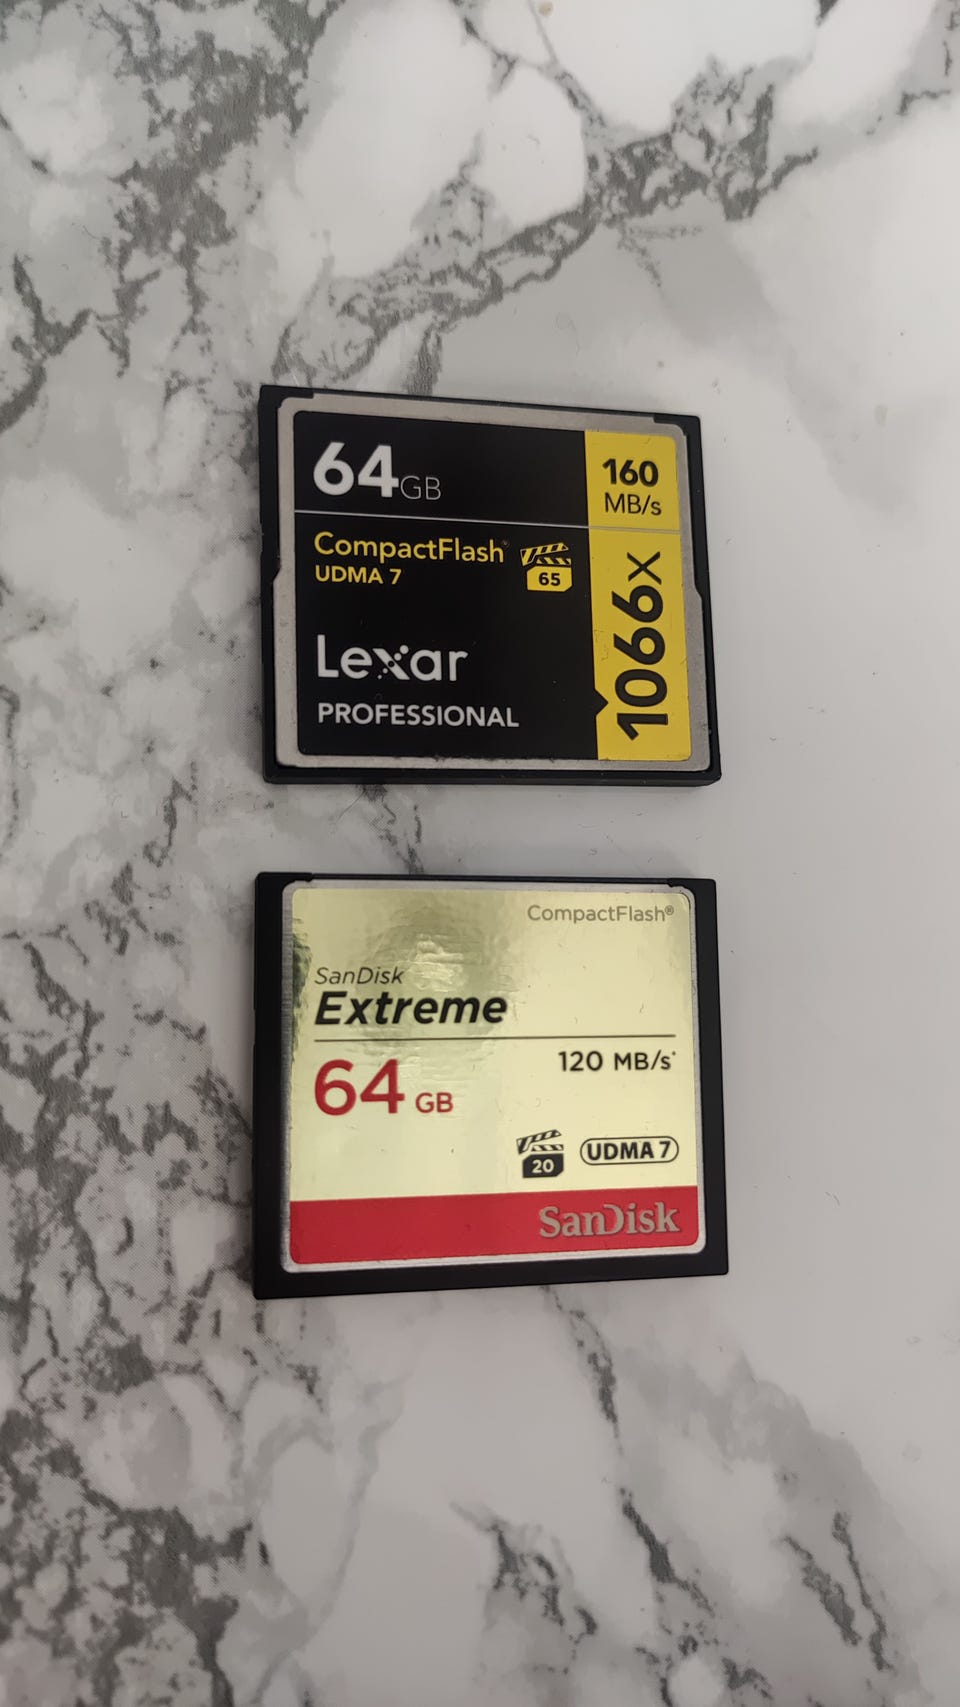 64GB
160
MB/s
CompactFlash®
UDMA 7
65
1066x
Lexar
PROFESSIONAL
CompactFlash®
SanDisk
Extreme
120 MB/s*
64 GB
20
UDMA 7
SanDisk